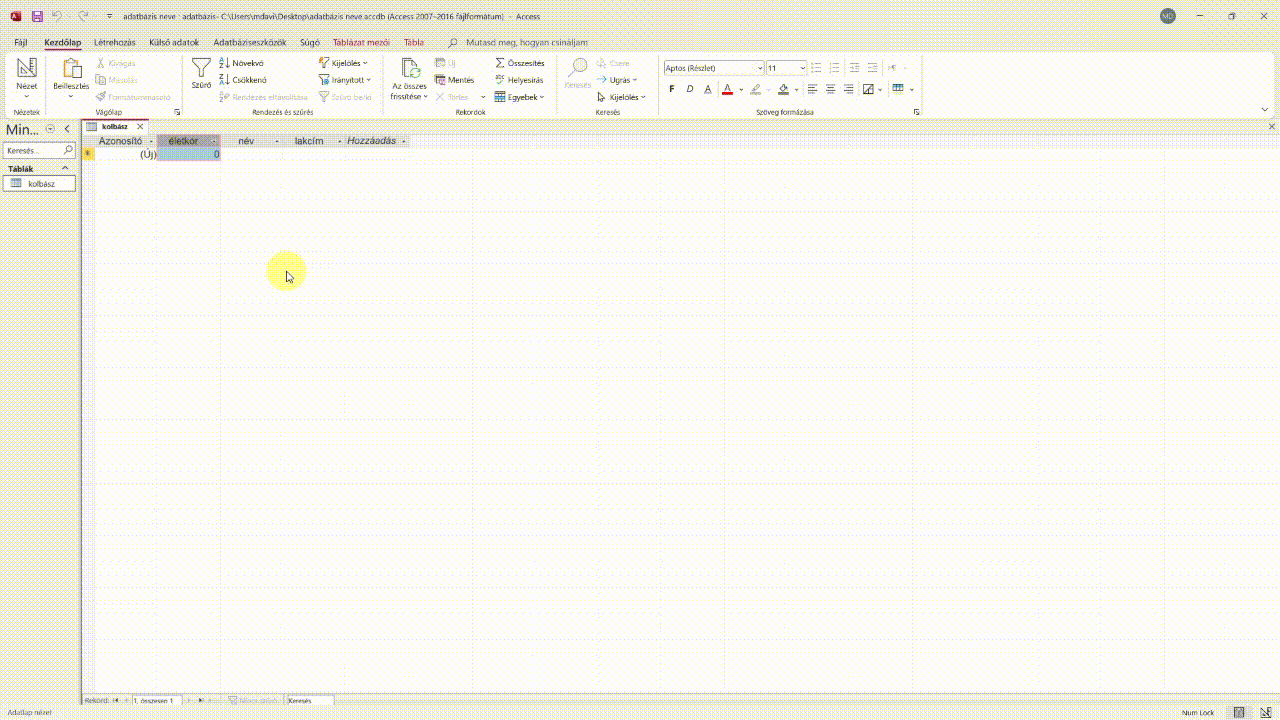 adatbázis neve : adatbázis- C:\Users\mdavi\Desktop\adatbázis neve.accdb (Access 2007–2016 fájlformátum) – Access
MD
Fájl Kezdőlap Létrehozás Külső adatok Adatbáziseszközök Súgó Táblázat mezői Tábla Mutasd meg, hogyan csináljam
Nézet
Nézetek
Beillesztés
Kivágás
Másolás
Formátummásoló
Vágólap
Szűrő
Növekvő
Csökkenő
Rendezés eltávolítása
Kijelölés
Irányított
Szűrő be/ki
Rendezés és szűrés
Az összes
frissítése
Új
Mentés
Törlés
Összesítés
Helyesírás
Egyebek
Rekordok
Keresés
Csere
Ugrás
Kijelölés
Keresés
Aptos (Részlet) 11
F D A A
Szöveg formázása
Min...
Keresés...
Táblák
kolbász
kolbász
Azonosító életkor név lakcím Hozzáadás
* (Új) 0
Rekord: 1, összesen 1 Keresés
Adatlap nézet Num Lock